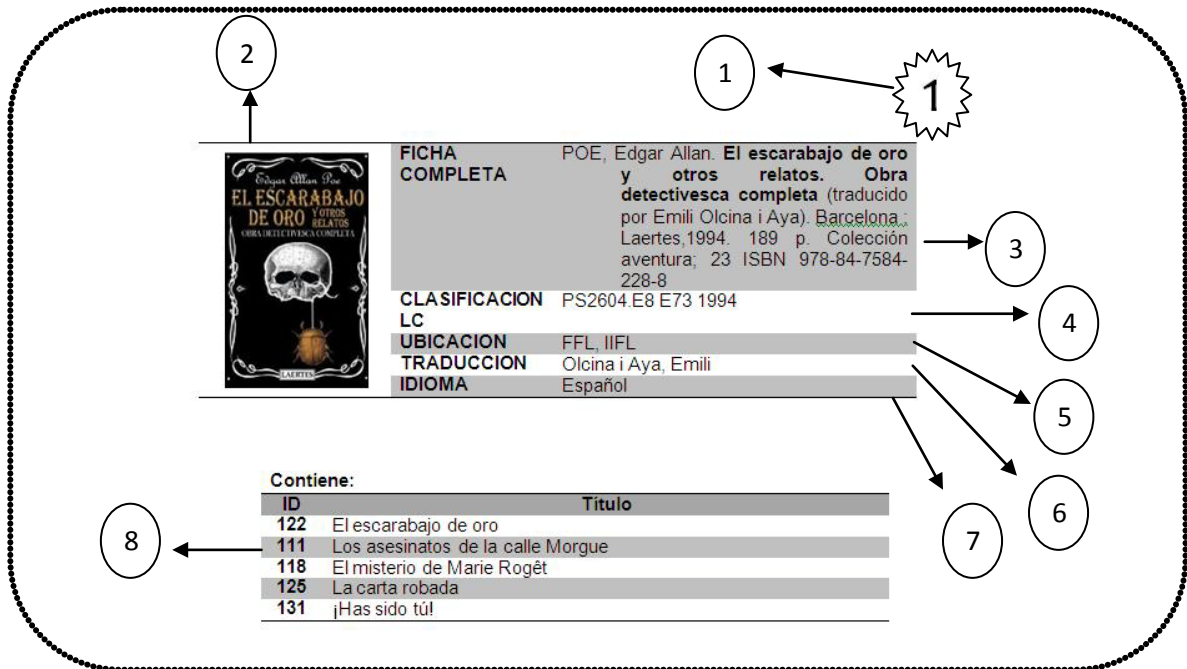 2
1
1
Edgar Allan Poe
EL ESCARABAJO
DE ORO Y OTROS RELATOS
OBRA DETECTIVESCA COMPLETA
LAERTES
FICHA COMPLETA
POE, Edgar Allan. El escarabajo de oro
y otros relatos. Obra
detectivesca completa (traducido
por Emili Olcina i Aya). Barcelona :
Laertes,1994. 189 p. Colección
aventura; 23 ISBN 978-84-7584-
228-8
3
CLASIFICACION LC
PS2604.E8 E73 1994
4
UBICACION FFL, IIFL
5
TRADUCCION Olcina i Aya, Emili
6
IDIOMA Español
7
Contiene:
ID Título
122 El escarabajo de oro
111 Los asesinatos de la calle Morgue
118 El misterio de Marie Rogêt
125 La carta robada
131 ¡Has sido tú!
8